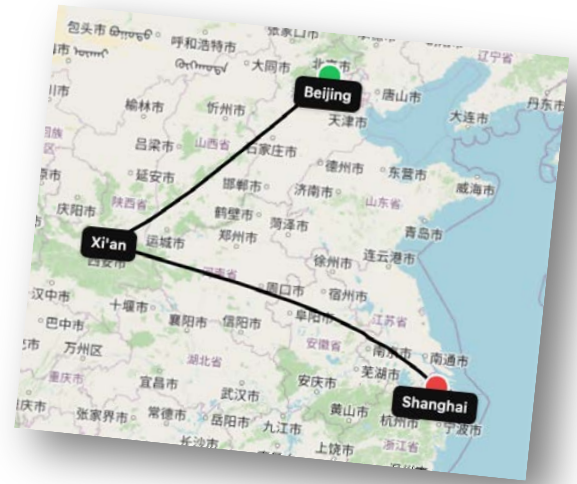 包头市
呼和浩特市
张家口市
辽宁省
大同市
北京市
Beijing
唐山市
大连市
丹东市
榆林市
忻州市
天津市
吕梁市
山西省
石家庄市
德州市
东营市
威海市
延安市
邯郸市
济南市
山东省
庆阳市
陕西省
鹤壁市
菏泽市
青岛市
Xi'an
运城市
郑州市
徐州市
连云港市
西安市
河南省
周口市
宿州市
汉中市
十堰市
阜阳市
江苏省
巴中市
襄阳市
信阳市
安徽省
南京市
南通市
万州区
湖北省
芜湖市
重庆市
宜昌市
武汉市
安庆市
Shanghai
张家界市
常德市
岳阳市
九江市
黄山市
杭州市
宁波市
长沙市
上饶市
浙江省